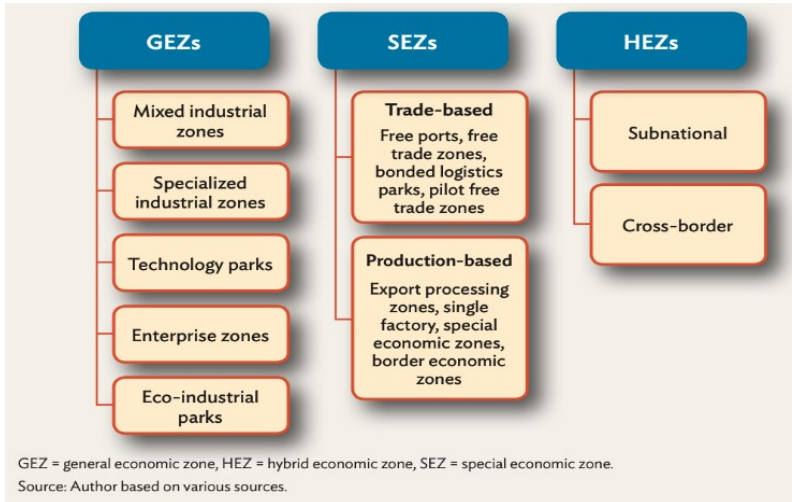 GEZs
Mixed industrial
zones
Specialized
industrial zones
Technology parks
Enterprise zones
Eco-industrial
parks
SEZs
Trade-based
Free ports, free
trade zones,
bonded logistics
parks, pilot free
trade zones
Production-based
Export processing
zones, single
factory, special
economic zones,
border economic
zones
HEZs
Subnational
Cross-border
GEZ = general economic zone, HEZ = hybrid economic zone, SEZ = special economic zone.
Source: Author based on various sources.